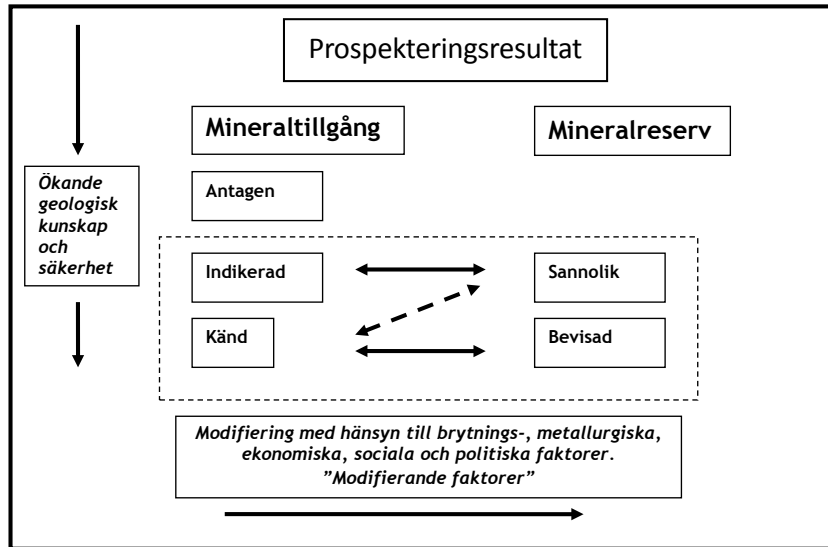 Prospekteringsresultat
Mineraltillgång
Mineralreserv
Ökande
geologisk
kunskap
och
säkerhet
Antagen
Indikerad
Sannolik
Känd
Bevisad
Modifiering med hänsyn till brytnings-, metallurgiska,
ekonomiska, sociala och politiska faktorer.
”Modifierande faktorer”